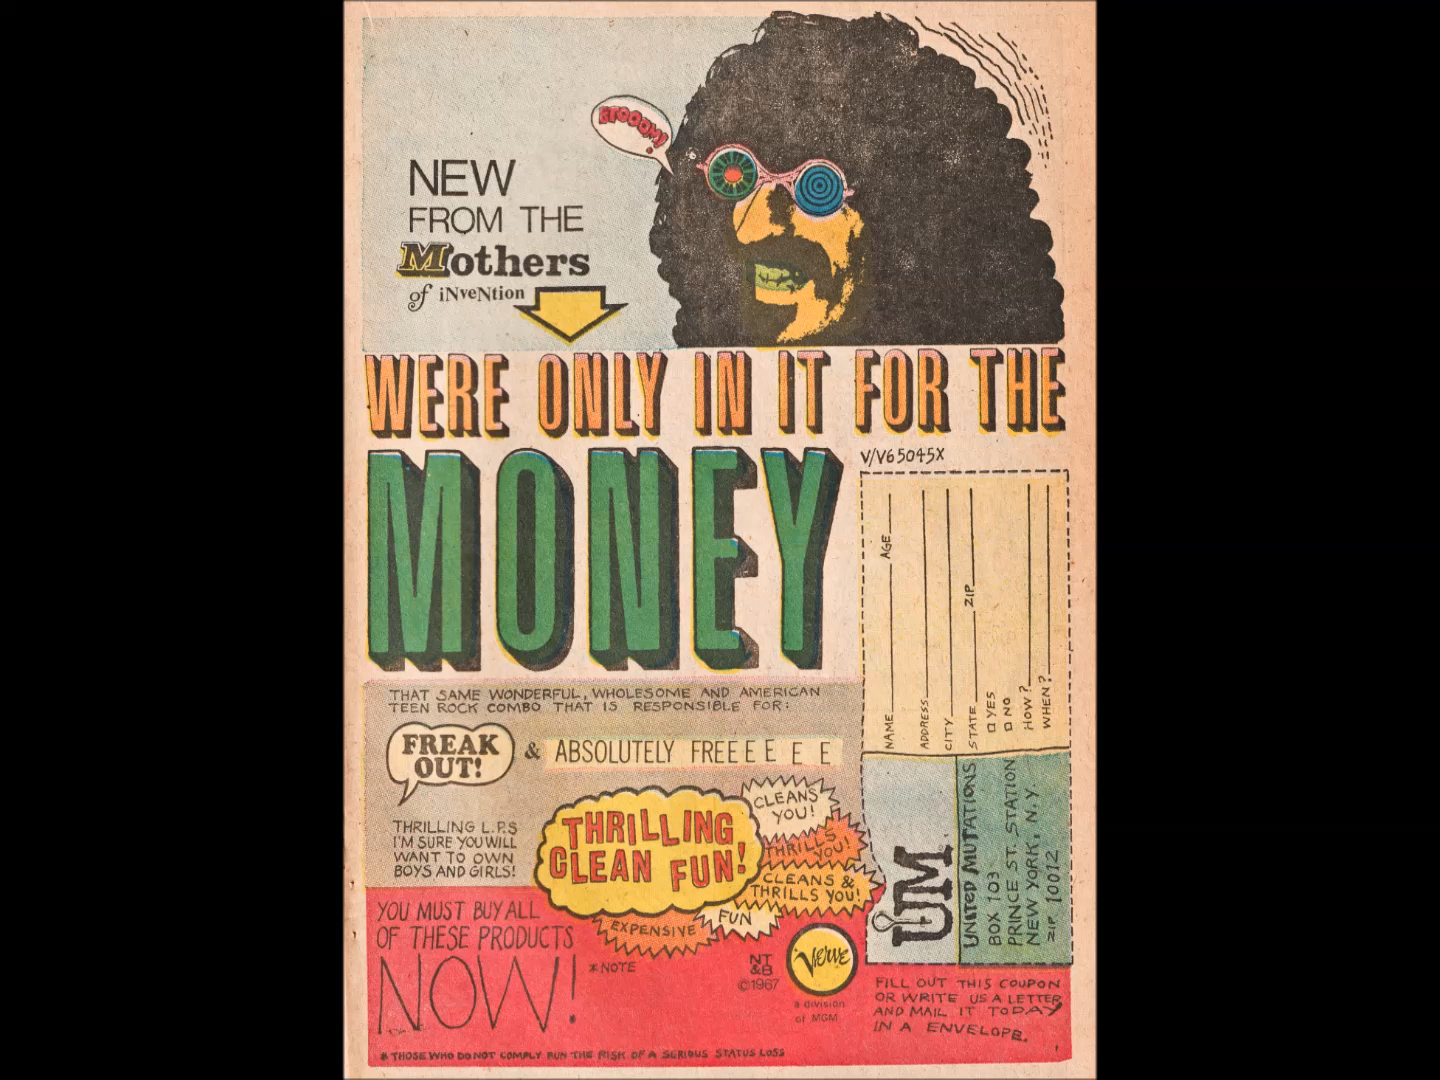 BTOOOM!
NEW
FROM THE
Mothers
of iNveNtion
WERE ONLY IN IT FOR THE
MONEY
V/V6 5045X
NAME AGE
ADDRESS
CITY
STATE ZIP
YES
NO
HOW?
WHEN?
THAT SAME WONDERFUL, WHOLESOME AND AMERICAN
TEEN ROCK COMBO THAT IS RESPONSIBLE FOR:
FREAK
OUT!
& ABSOLUTELY FREEEEEE
THRILLING L.P.S
I'M SURE YOU WILL
WANT TO OWN
BOYS AND GIRLS!
THRILLING
CLEAN FUN!
CLEANS
YOU!
THRILLS
YOU!
CLEANS &
THRILLS YOU!
EXPENSIVE
FUN
UM
UNITED MUTATIONS
BOX 103
PRINCE ST. STATION
NEW YORK, N.Y.
ZIP 10012
YOU MUST BUY ALL
OF THESE PRODUCTS
NOW!
*NOTE
NT
&B
©1967
Verve
a division
of MGM
FILL OUT THIS COUPON
OR WRITE US A LETTER
AND MAIL IT TODAY
IN A ENVELOPE.
* THOSE WHO DO NOT COMPLY RUN THE RISK OF A SERIOUS STATUS LOSS